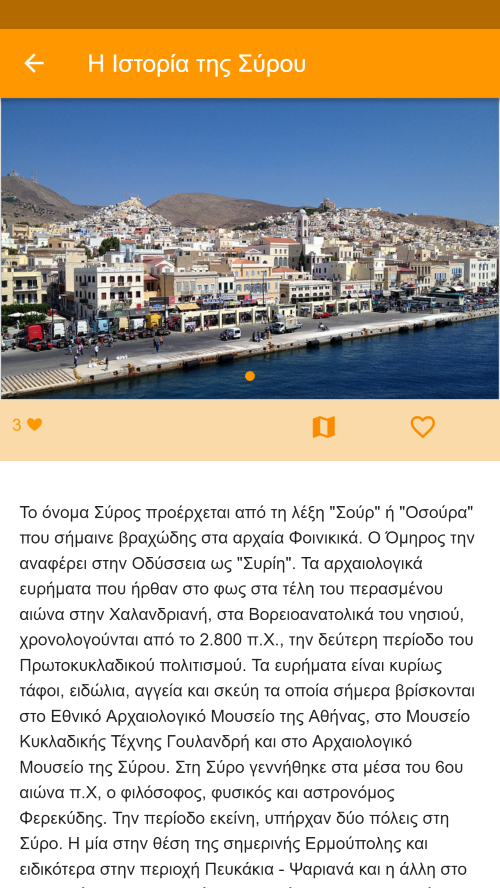 Η Ιστορία της Σύρου
3
Το όνομα Σύρος προέρχεται από τη λέξη "Σούρ" ή "Οσούρα"
που σήμαινε βραχώδης στα αρχαία Φοινικικά. Ο Όμηρος την
αναφέρει στην Οδύσσεια ως "Συρίη". Τα αρχαιολογικά
ευρήματα που ήρθαν στο φως στα τέλη του περασμένου
αιώνα στην Χαλανδριανή, στα Βορειοανατολικά του νησιού,
χρονολογούνται από το 2.800 π.Χ., την δεύτερη περίοδο του
Πρωτοκυκλαδικού πολιτισμού. Τα ευρήματα είναι κυρίως
τάφοι, ειδώλια, αγγεία και σκεύη τα οποία σήμερα βρίσκονται
στο Εθνικό Αρχαιολογικό Μουσείο της Αθήνας, στο Μουσείο
Κυκλαδικής Τέχνης Γουλανδρή και στο Αρχαιολογικό
Μουσείο της Σύρου. Στη Σύρο γεννήθηκε στα μέσα του 6ου
αιώνα π.Χ, ο φιλόσοφος, φυσικός και αστρονόμος
Φερεκύδης. Την περίοδο εκείνη, υπήρχαν δύο πόλεις στη
Σύρο. Η μία στην θέση της σημερινής Ερμούπολης και
ειδικότερα στην περιοχή Πευκάκια - Ψαριανά και η άλλη στο